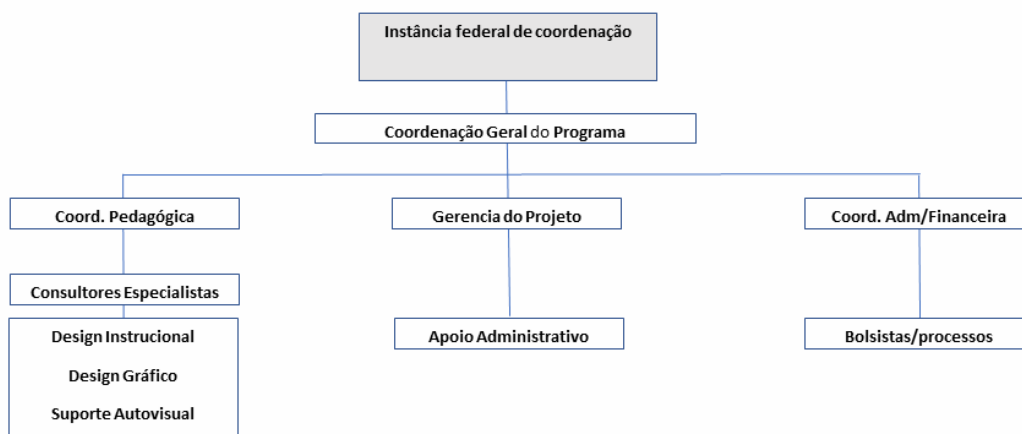 Instância federal de coordenação
Coordenação Geral do Programa
Coord. Pedagógica
Gerencia do Projeto
Coord. Adm/Financeira
Consultores Especialistas
Design Instrucional
Apoio Administrativo
Bolsistas/processos
Design Gráfico
Suporte Autovisual